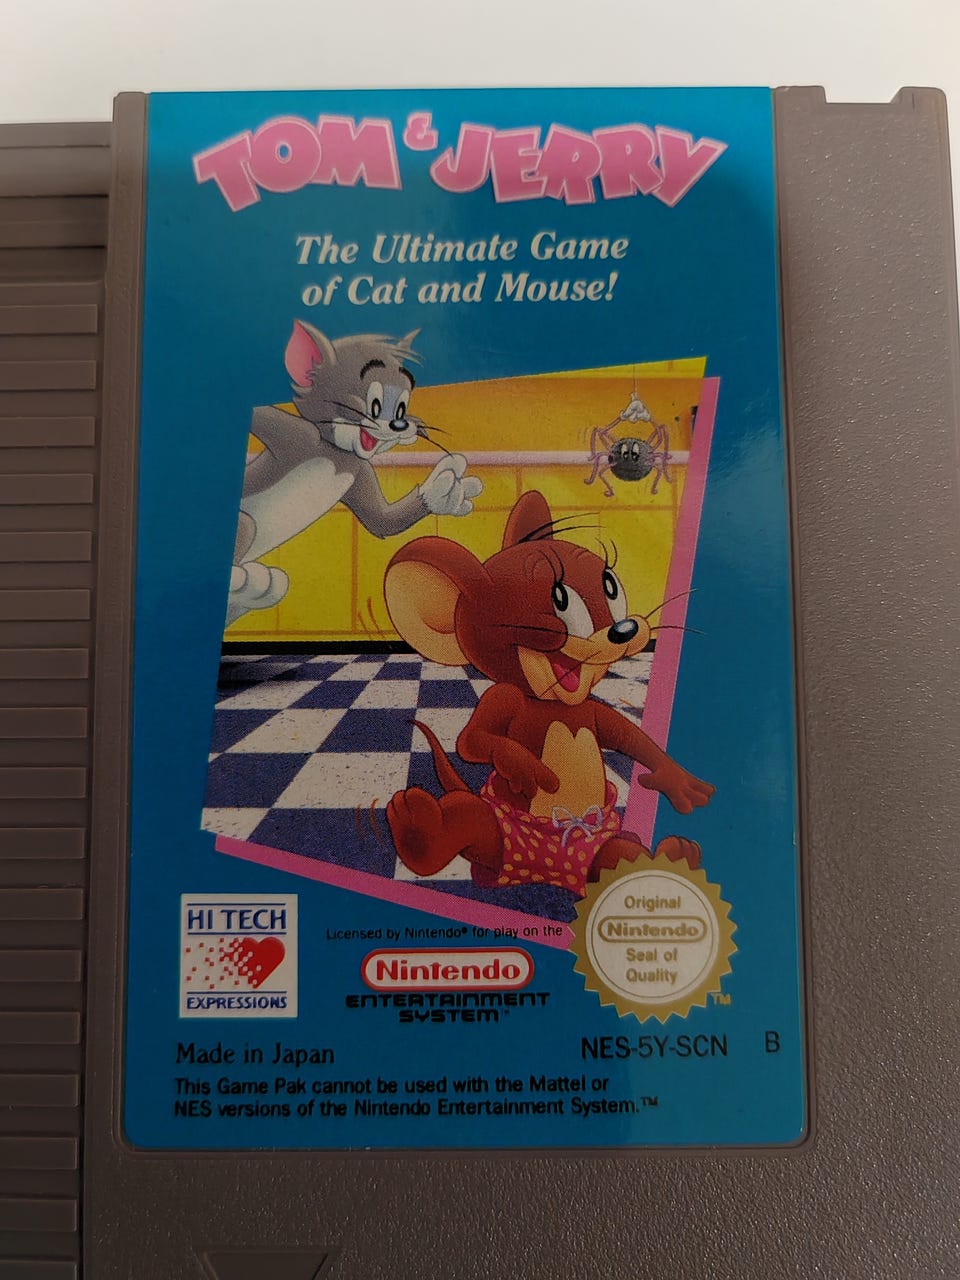 TOM & JERRY
The Ultimate Game
of Cat and Mouse!
HI TECH
EXPRESSIONS
Licensed by Nintendo® for play on the
Nintendo
ENTERTAINMENT
SYSTEM™
Original
Nintendo
Seal of
Quality
TM
Made in Japan
NES-5Y-SCN B
This Game Pak cannot be used with the Mattel or
NES versions of the Nintendo Entertainment System.™